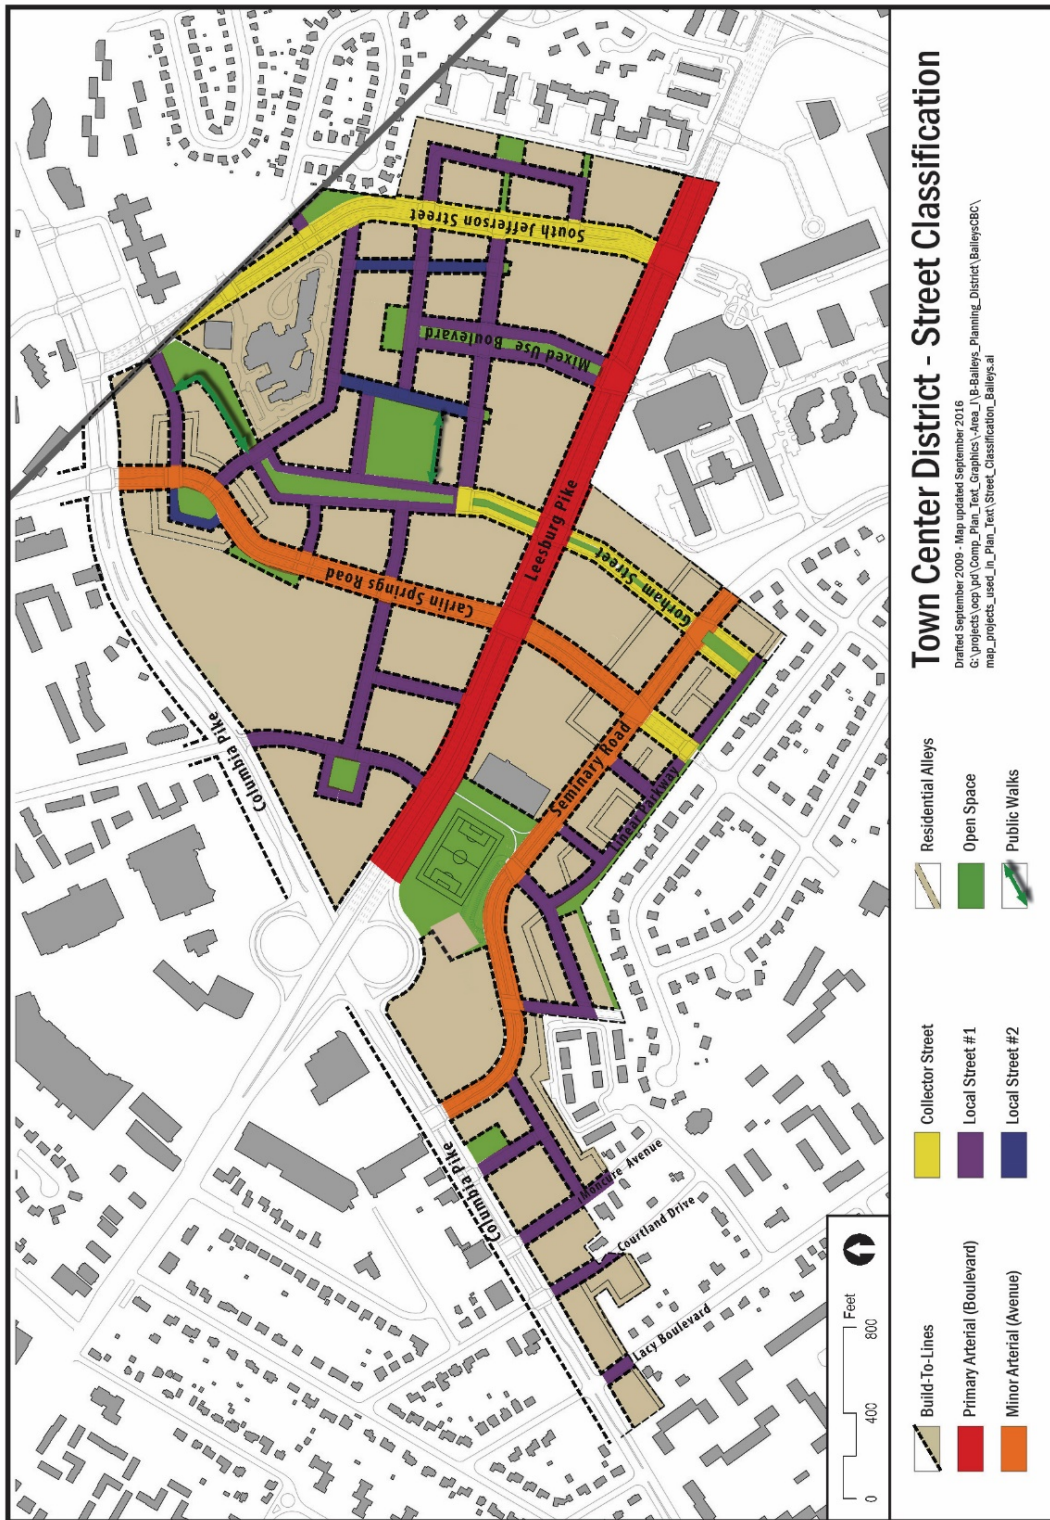 Town Center District - Street Classification
Drafted September 2009 - Map updated September 2016
G:\projects\ocp\pd\Comp_Plan_Text_Graphics\-Area_I\B-Baileys_Planning_District\BaileysCBC\
map_projects_used_in_Plan_Text\Street_Classification_Baileys.ai
Columbia Pike
Columbia Pike
Leesburg Pike
South Jefferson Street
Mixed Use Boulevard
Carlin Springs Road
Gorham Street
Seminary Road
Linear Parkway
Moncure Avenue
Courtland Drive
Lacy Boulevard
0 400 800
Feet
Build-To-Lines
Primary Arterial (Boulevard)
Minor Arterial (Avenue)
Collector Street
Local Street #1
Local Street #2
Residential Alleys
Open Space
Public Walks